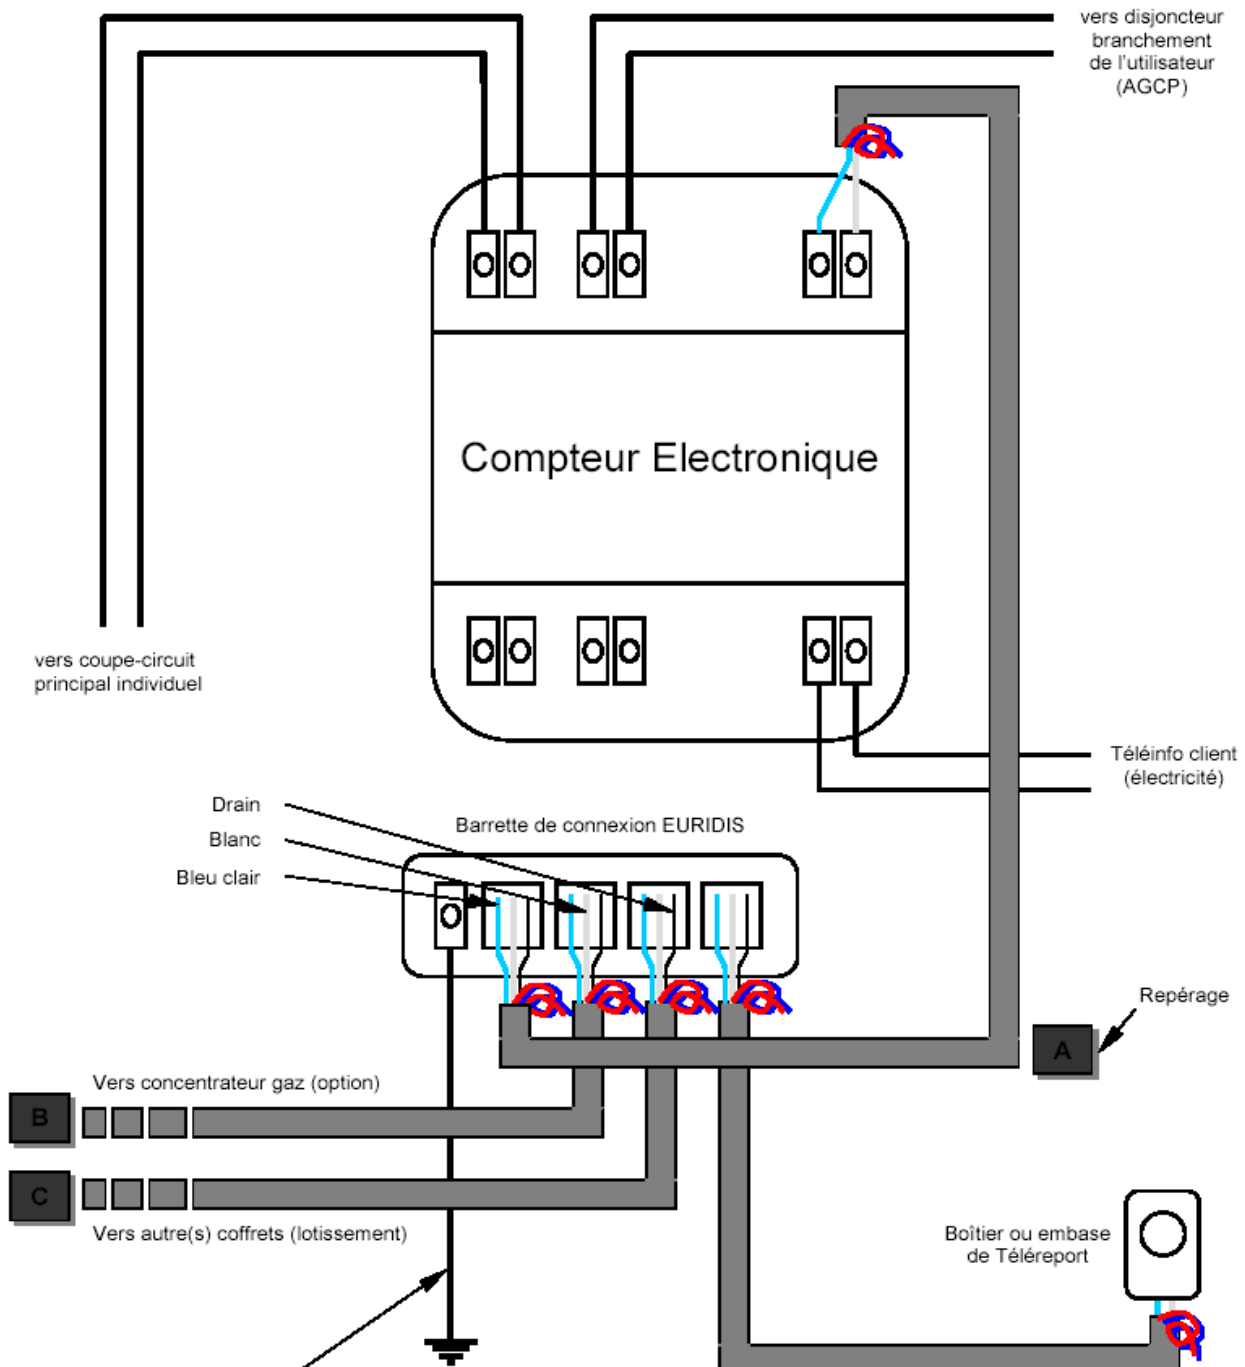 vers disjoncteur
branchement
de l'utilisateur
(AGCP)
Compteur Electronique
vers coupe-circuit
principal individuel
Téléinfo client
(électricité)
Drain
Blanc
Bleu clair
Barrette de connexion EURIDIS
Repérage
A
Vers concentrateur gaz (option)
B
C
Vers autre(s) coffrets (lotissement)
Boîtier ou embase
de Téléreport